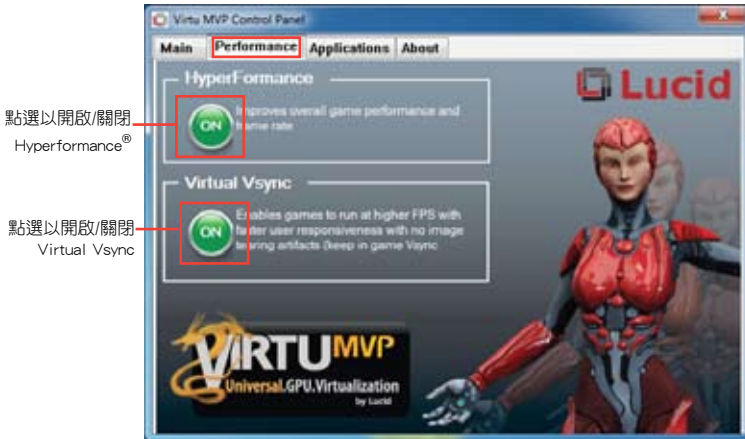 Virtu MVP Control Panel
Main Performance Applications About
HyperFormance
ON
Improves overall game performance and
frame rate
Lucid
點選以開啟/關閉
Hyperformance®
Virtual Vsync
ON
Enables games to run at higher FPS with
faster user responsiveness with no image
tearing artifacts (keep in game Vsync
點選以開啟/關閉
Virtual Vsync
VIRTU MVP
Universal.GPU.Virtualization
by Lucid